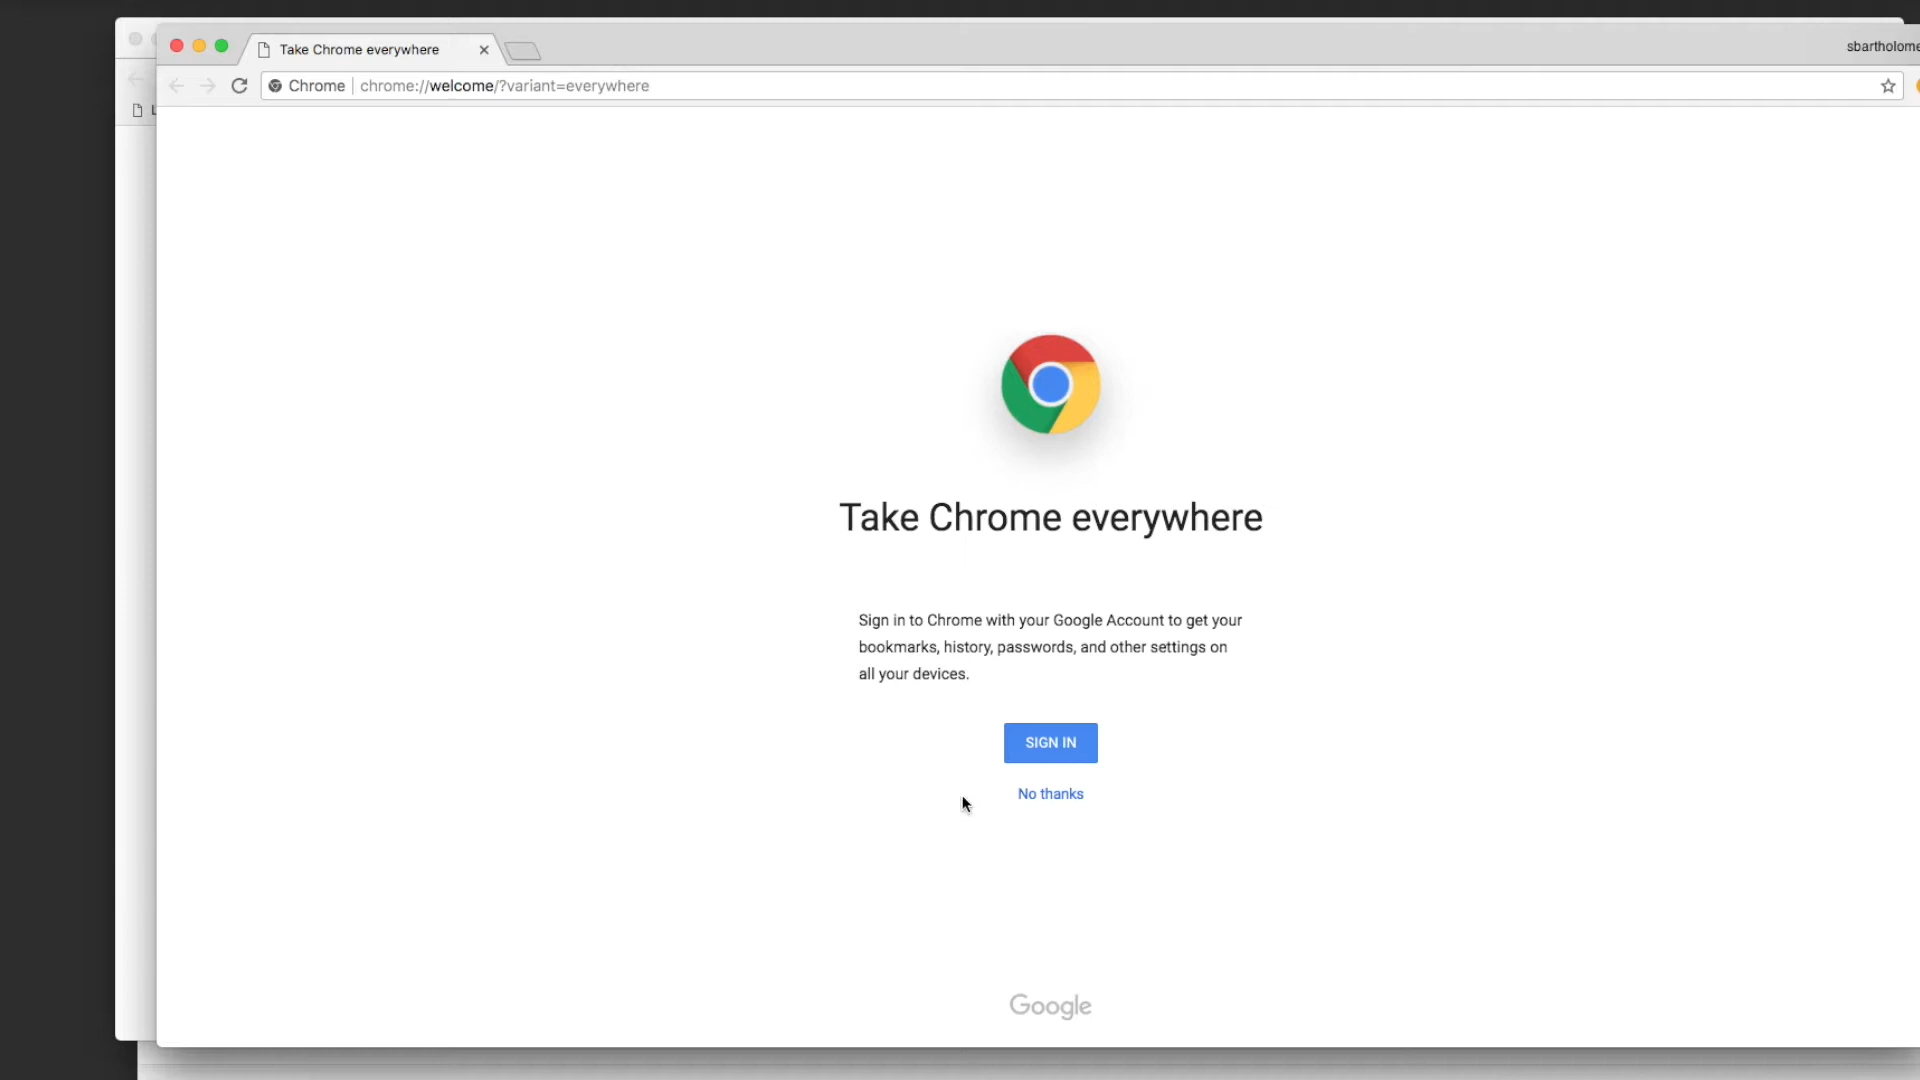 Take Chrome everywhere
sbartholome
Chrome chrome://welcome/?variant=everywhere
L
Take Chrome everywhere
Sign in to Chrome with your Google Account to get your
bookmarks, history, passwords, and other settings on
all your devices.
SIGN IN
No thanks
Google